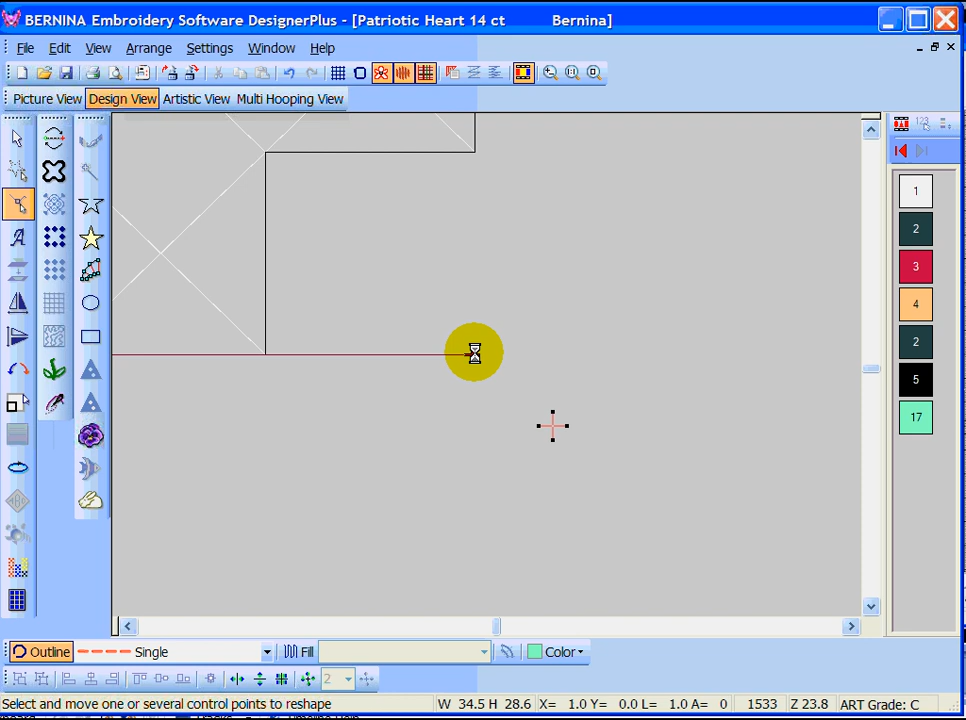 BERNINA Embroidery Software DesignerPlus - [Patriotic Heart 14 ct Bernina]
File Edit View Arrange Settings Window Help
Picture View Design View Artistic View Multi Hooping View
1
2
3
4
2
5
17
Outline Single Fill Color
2
Select and move one or several control points to reshape W 34.5 H 28.6 X= 1.0 Y= 0.0 L= 1.0 A= 0 1533 Z 23.8 ART Grade: C